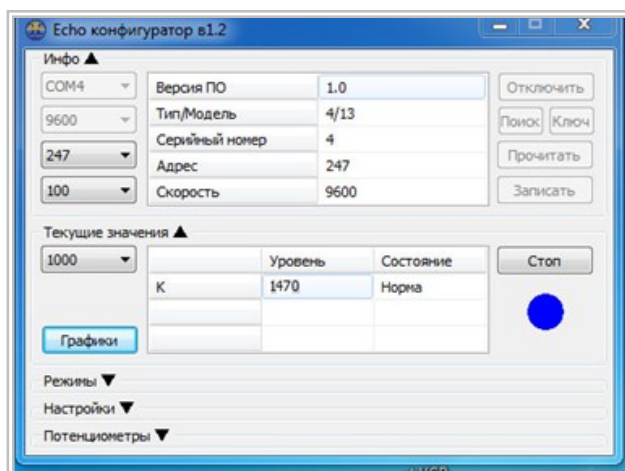 Echo конфигуратор в1.2
Инфо ▲
COM4 Версия ПО 1.0 Отключить
9600 Тип/Модель 4/13 Поиск Ключ
Серийный номер 4
247 Адрес 247 Прочитать
100 Скорость 9600 Записать
Текущие значения ▲
1000 Уровень Состояние Стоп
К 1470 Норма
Графики
Режимы ▼
Настройки ▼
Потенциометры ▼